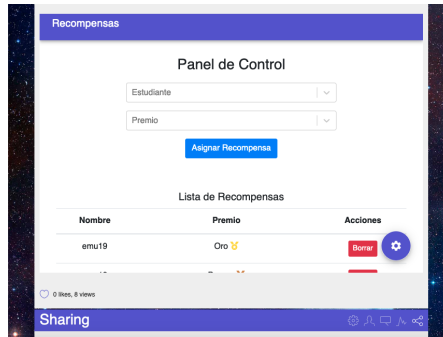 Recompensas
Panel de Control
Estudiante
Premio
Asignar Recompensa
Lista de Recompensas
Nombre Premio Acciones
emu19 Oro Borrar
0 likes, 8 views
Sharing